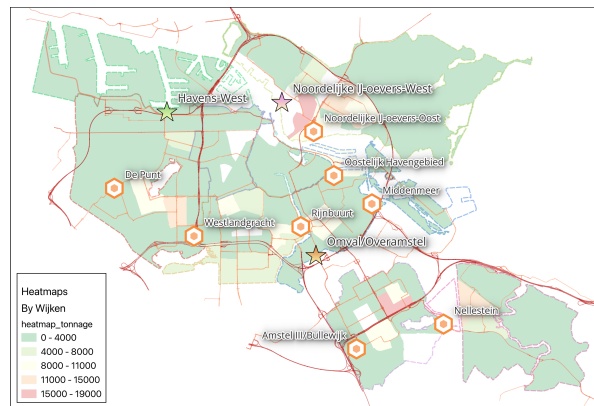 Noordelijke IJ-oevers-West
Havens-West
Noordelijke IJ-oevers-Oost
Oostelijk Havengebied
De Punt
Middenmeer
Rijnbuurt
Westlandgracht
Omval/Overamstel
Nellestein
Amstel III/Bullewijk
Heatmaps
By Wijken
heatmap_tonnage
0 - 4000
4000 - 8000
8000 - 11000
11000 - 15000
15000 - 19000